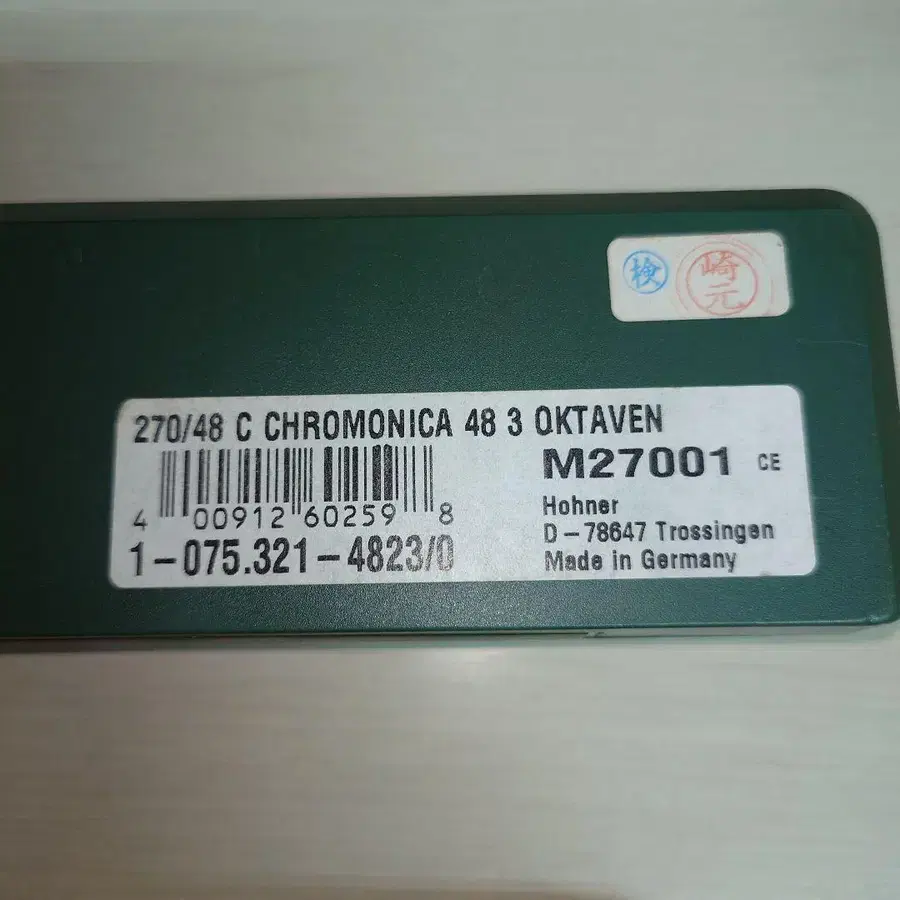 検 崎元
270/48 C CHROMONICA 48 3 OKTAVEN
M27001 CE
4 00912 60259 8
Hohner
D-78647 Trossingen
1-075.321-4823/0
Made in Germany